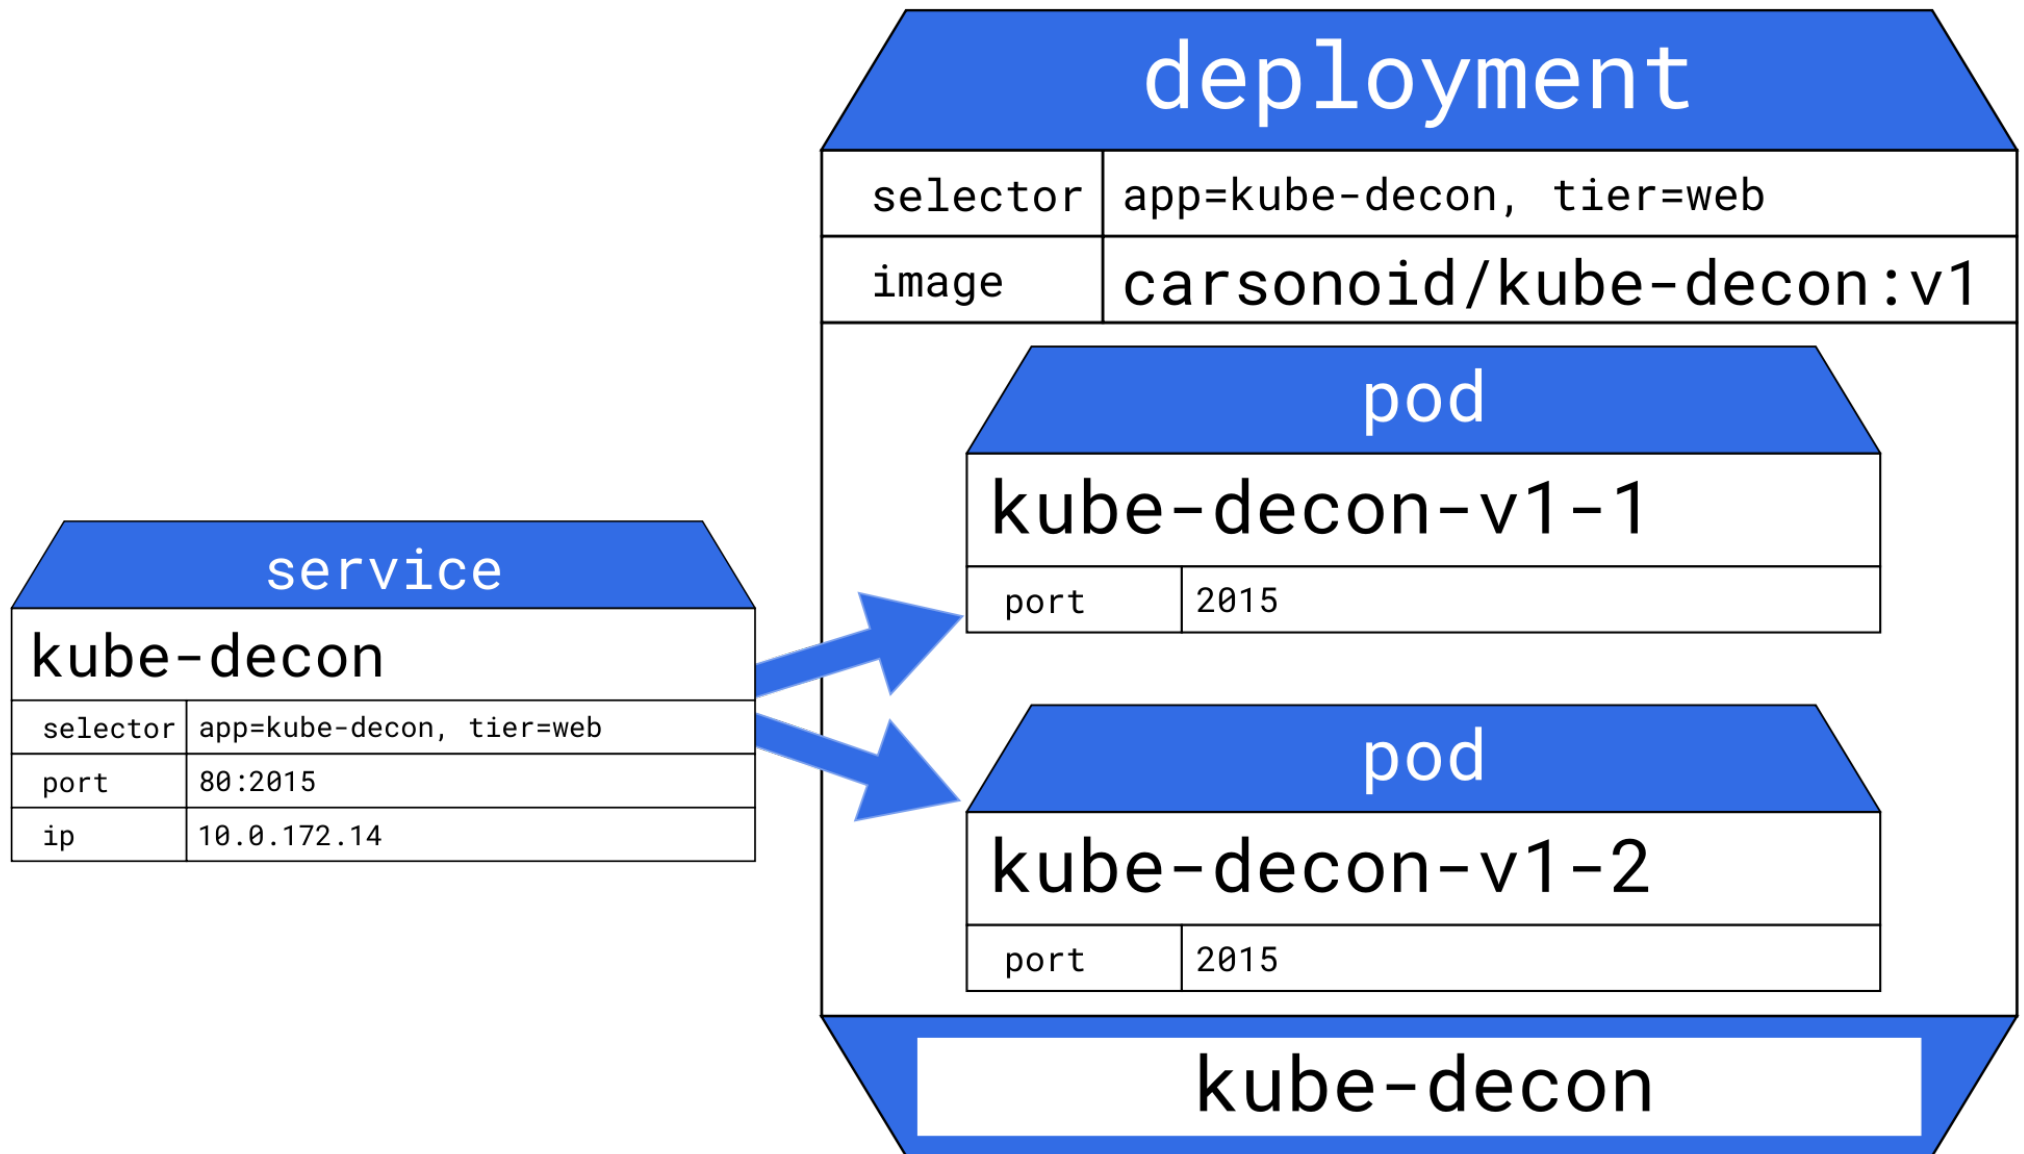 deployment
selector app=kube-decon, tier=web
image carsonoid/kube-decon:v1
pod
kube-decon-v1-1
port 2015
service
kube-decon
selector app=kube-decon, tier=web
port 80:2015
ip 10.0.172.14
pod
kube-decon-v1-2
port 2015
kube-decon